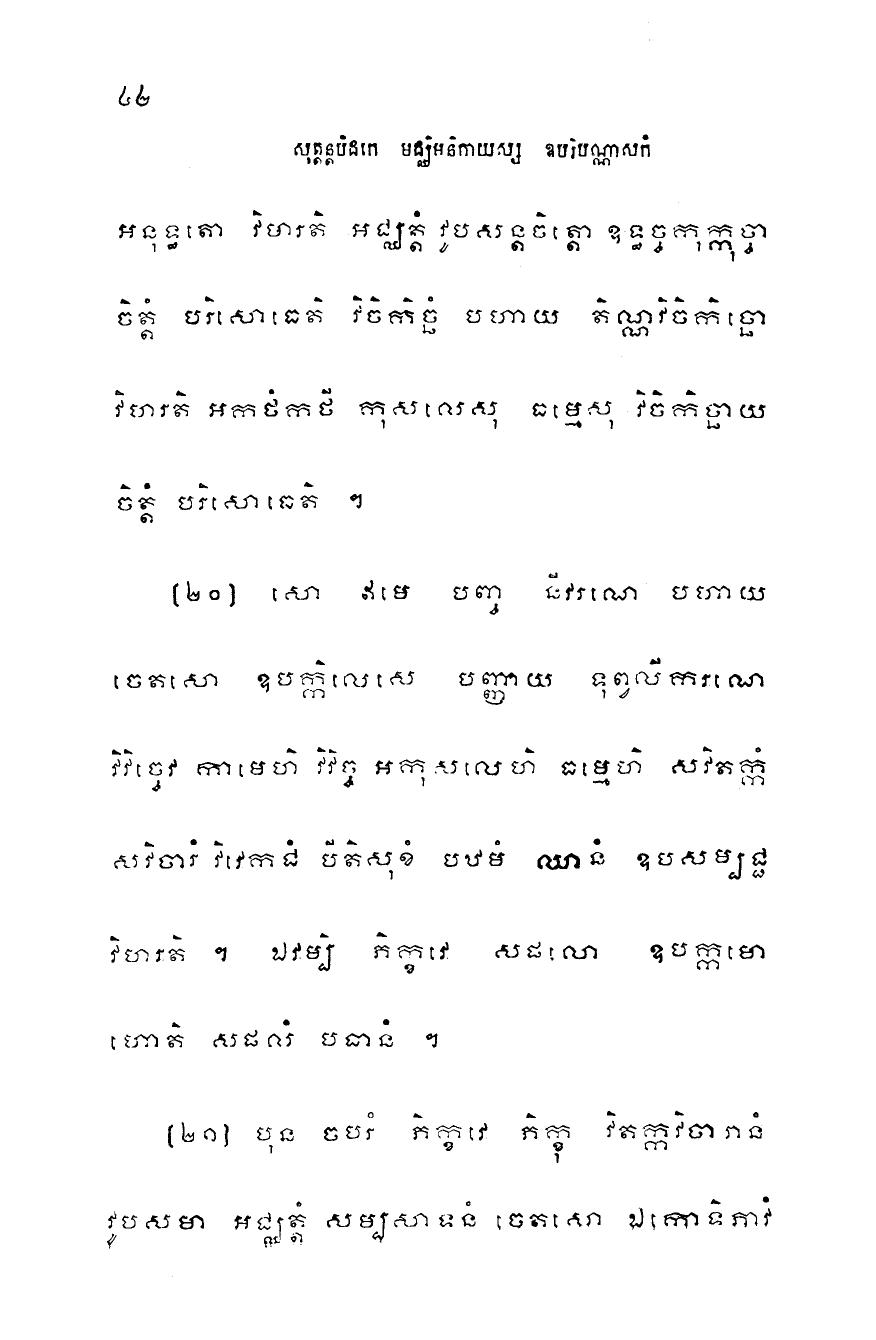 ៤២
សុត្តន្តបិដកេ មជ្ឈិមនិកាយស្ស ឧបរិបណ្ណាសកំ
អនុទ្ធតោ វិហរតិ អជ្ឈត្តំ វូបសន្តចិត្តោ ឧទ្ធច្ចកុក្កុច្ចា
ចិត្តំ បរិសោធេតិ វិចិកិច្ឆំ បហាយ តិណ្ណវិចិកិច្ឆោ
វិហរតិ អកថំកថី កុសលេសុ ធម្មេសុ វិចិកិច្ឆាយ
ចិត្តំ បរិសោធេតិ ។
(២០) សោ ឥមេ បញ្ច នីវរណេ បហាយ
ចេតសោ ឧបក្កិលេសេ បញ្ញាយ ទុព្វលីករណេ
វិវិច្ចេវ កាមេហិ វិវិច្ច អកុសលេហិ ធម្មេហិ សវិតក្កំ
សវិចារំ វិវេកជំ បីតិសុខំ បឋមំ ឈានំ ឧបសម្បជ្ជ
វិហរតិ ។ ឯវម្បិ ភិក្ខវេ សផលោ ឧបក្កមោ
ហោតិ សផលំ បធានំ ។
(២១) បុន ចបរំ ភិក្ខវេ ភិក្ខុ វិតក្កវិចារានំ
វូបសមា អជ្ឈត្តំ សម្បសាទនំ ចេតសោ ឯកោទិភាវំ